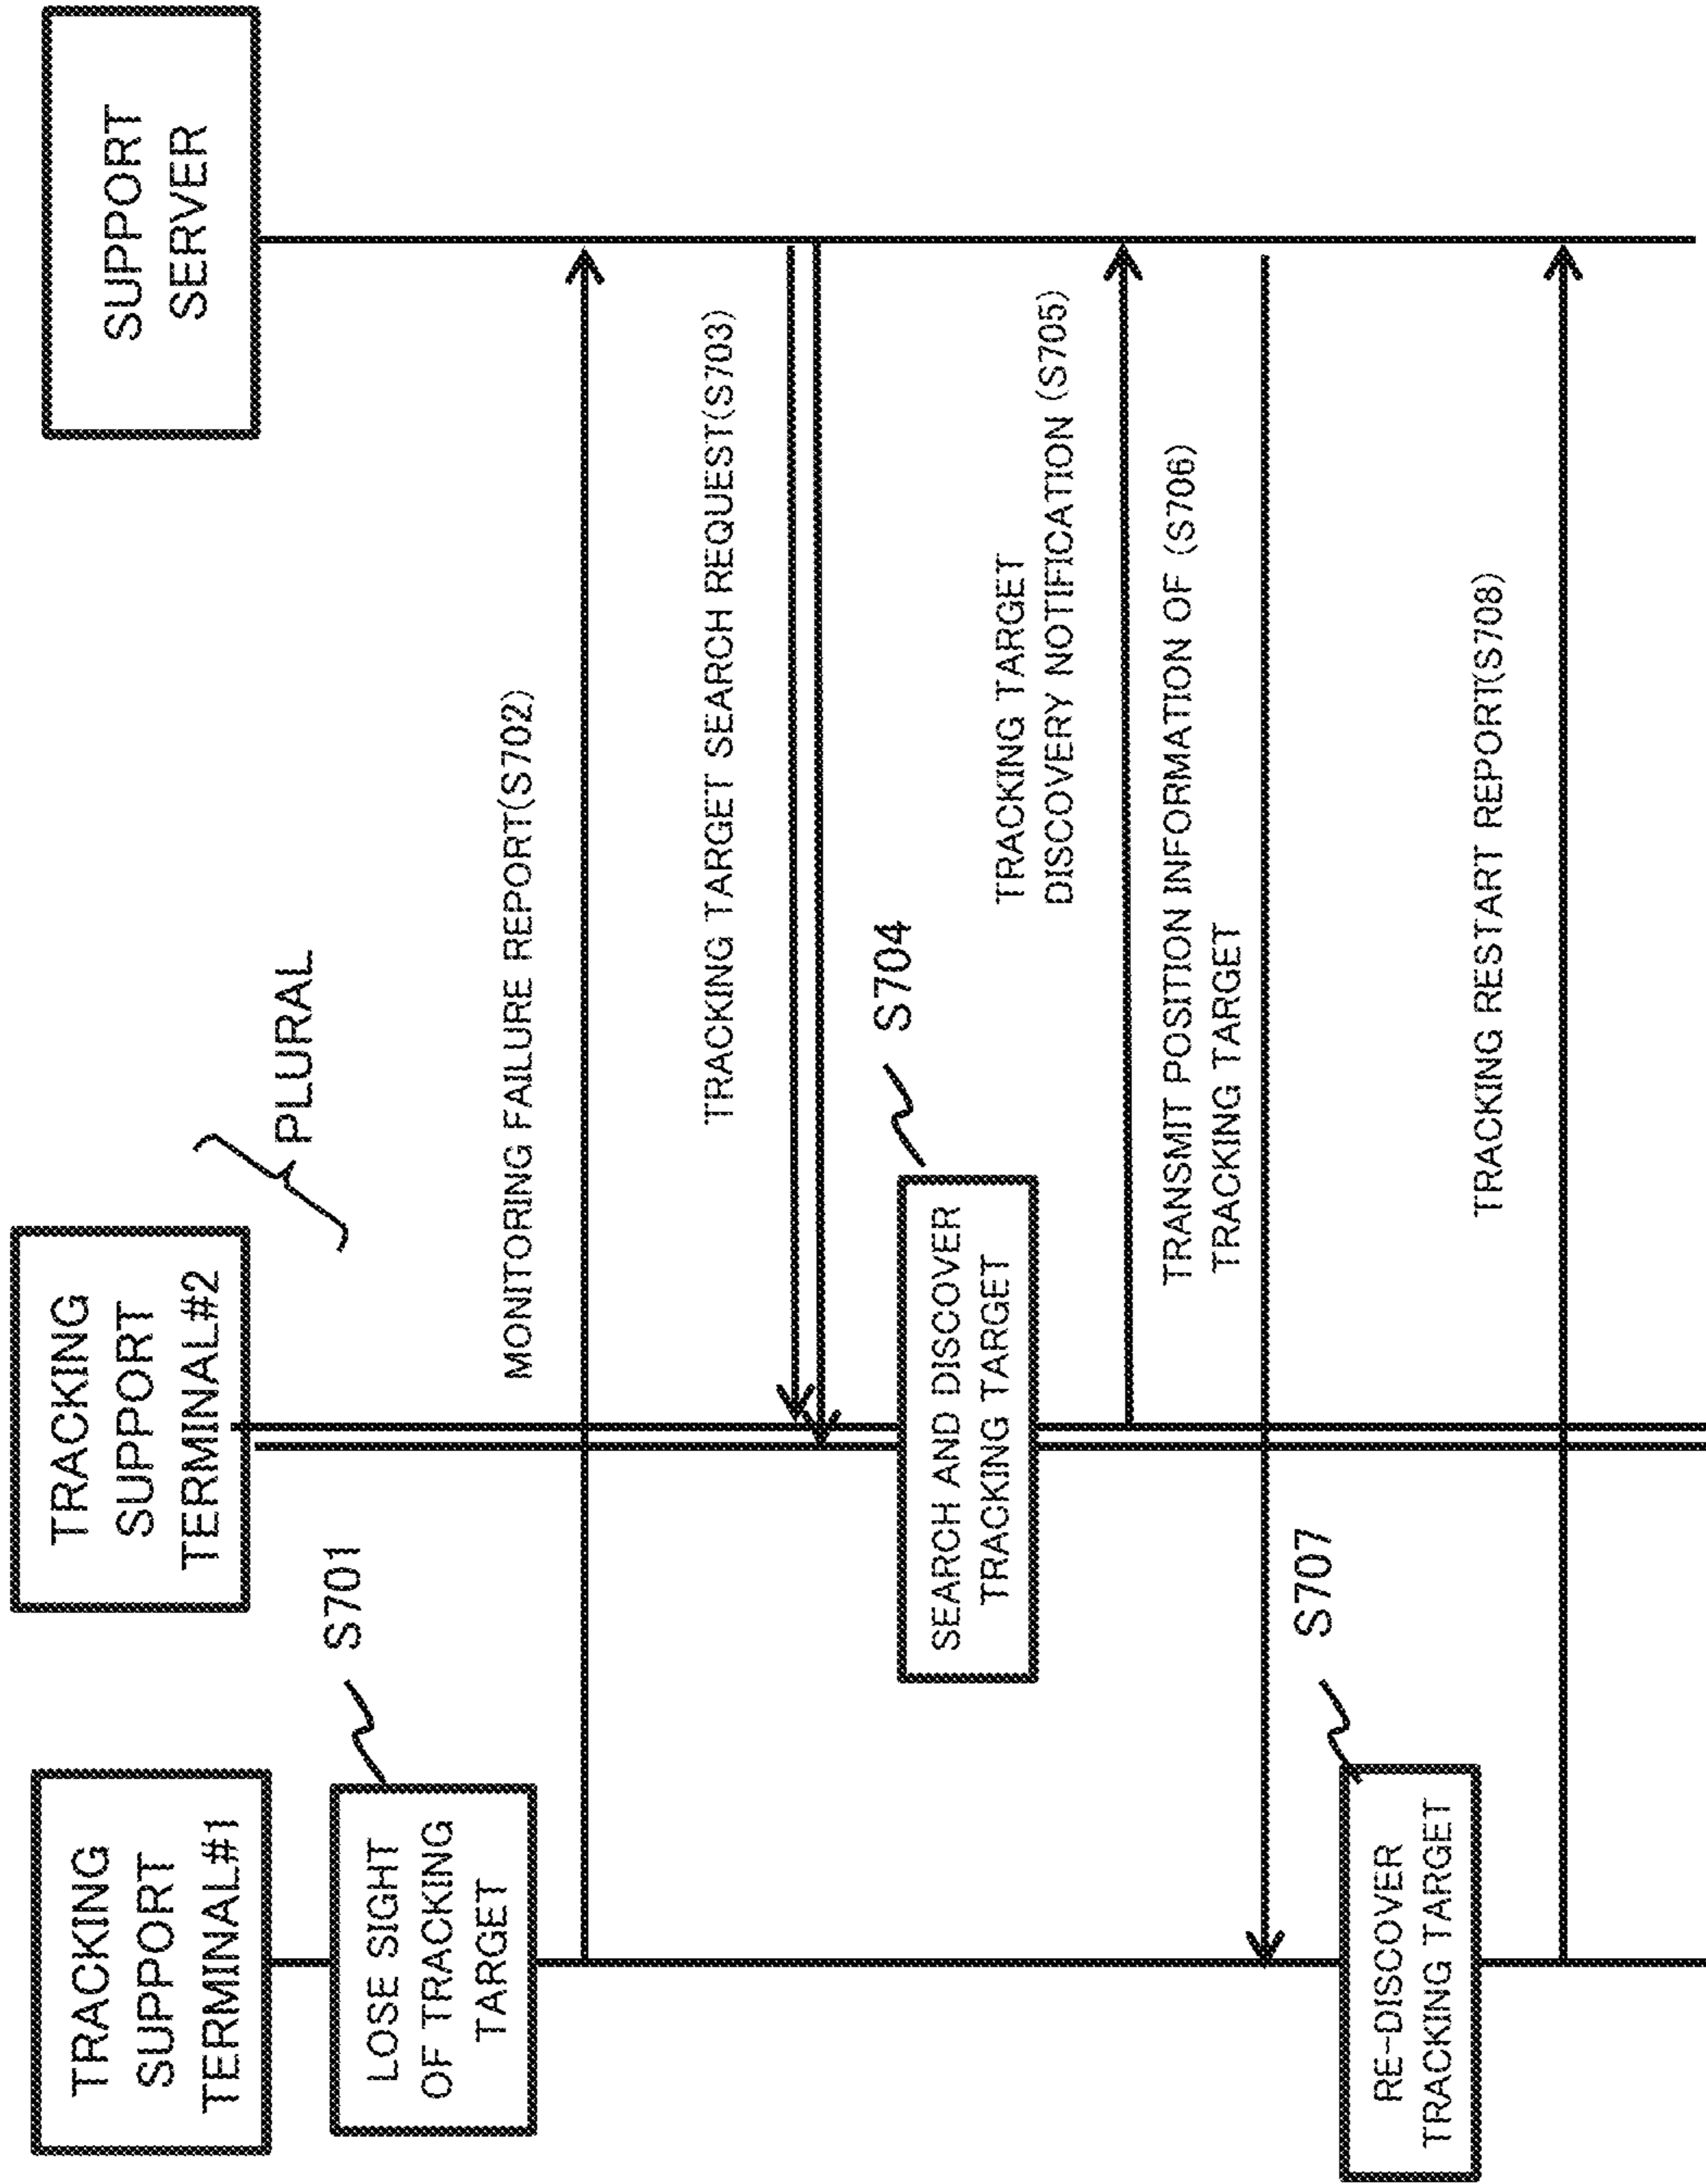 TRACKING
SUPPORT
TERMINAL#1
TRACKING
SUPPORT
TERMINAL#2
SUPPORT
SERVER
PLURAL
LOSE SIGHT
OF TRACKING
TARGET
S701
MONITORING FAILURE REPORT(S702)
TRACKING TARGET SEARCH REQUEST(S703)
SEARCH AND DISCOVER
TRACKING TARGET
S704
TRACKING TARGET
DISCOVERY NOTIFICATION (S705)
TRANSMIT POSITION INFORMATION OF (S706)
TRACKING TARGET
RE-DISCOVER
TRACKING TARGET
S707
TRACKING RESTART REPORT(S708)